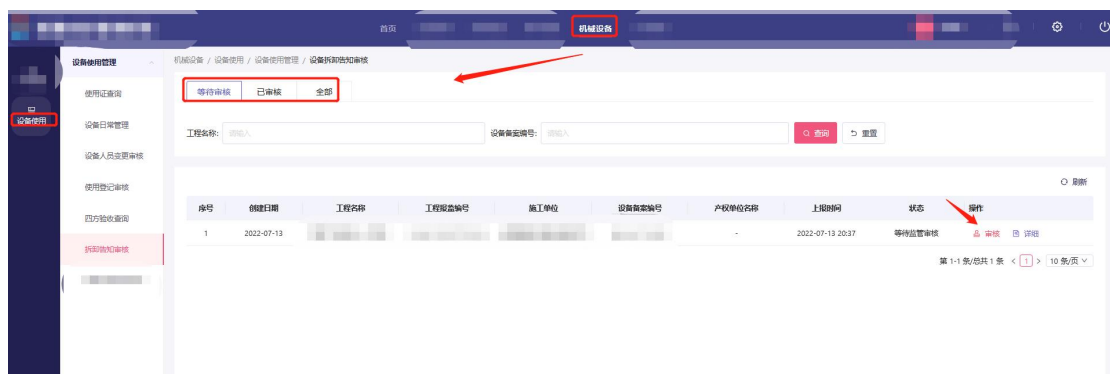 首页 机械设备
设备使用
设备使用管理
使用证查询
设备日常管理
设备人员变更审核
使用登记审核
四方验收查询
拆卸告知审核
机械设备 / 设备使用 / 设备使用管理 / 设备拆卸告知审核
等待审核 已审核 全部
工程名称: 请输入 设备备案编号: 请输入 查询 重置
刷新
序号 创建日期 工程名称 工程报监编号 施工单位 设备备案编号 产权单位名称 上报时间 状态 操作
1 2022-07-13 - 2022-07-13 20:37 等待监管审核 审核 详细
第 1-1 条/总共 1 条 < 1 > 10 条/页